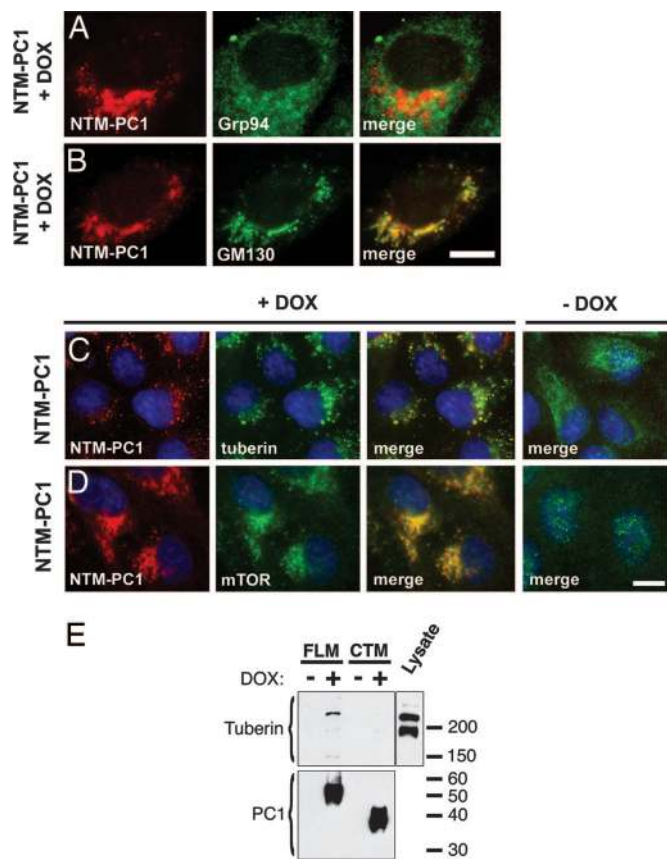 A
NTM-PC1
+ DOX
NTM-PC1
Grp94
merge
B
NTM-PC1
+ DOX
NTM-PC1
GM130
merge
+ DOX
- DOX
C
NTM-PC1
NTM-PC1
tuberin
merge
merge
D
NTM-PC1
NTM-PC1
mTOR
merge
merge
E
FLM CTM Lysate
DOX: - + - +
Tuberin
200
150
PC1
60
50
40
30